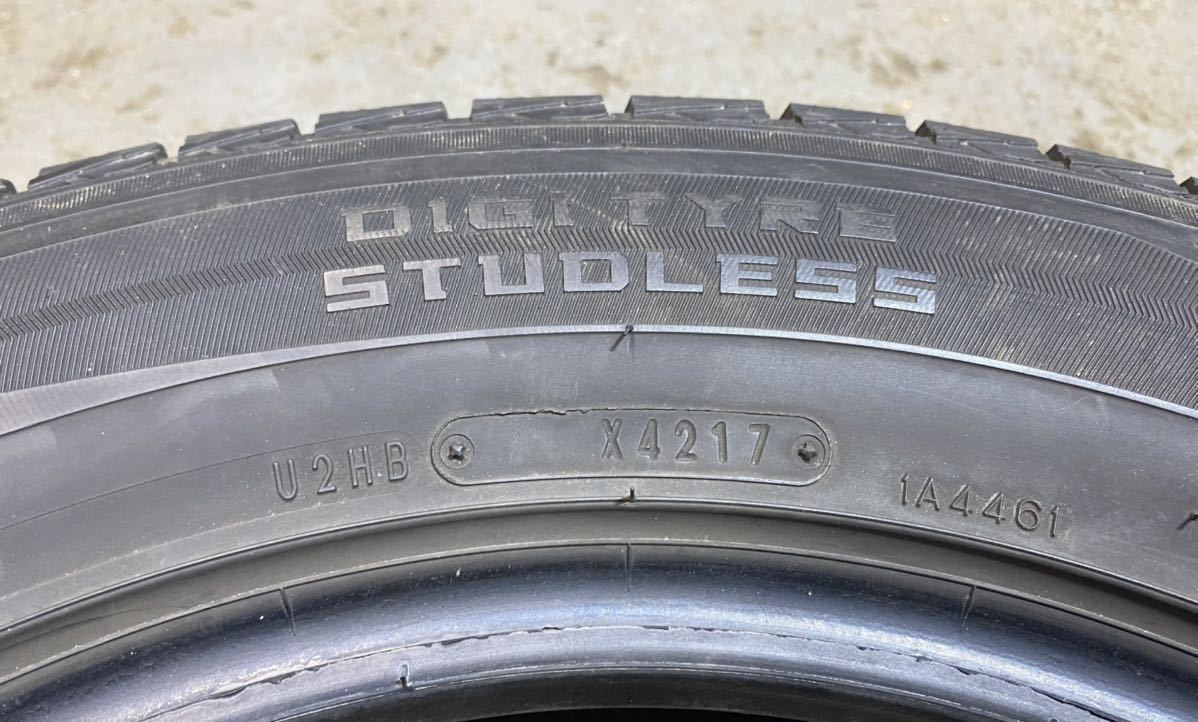 DIGI TYRE
STUDLESS
U2HB X4217
1A4461